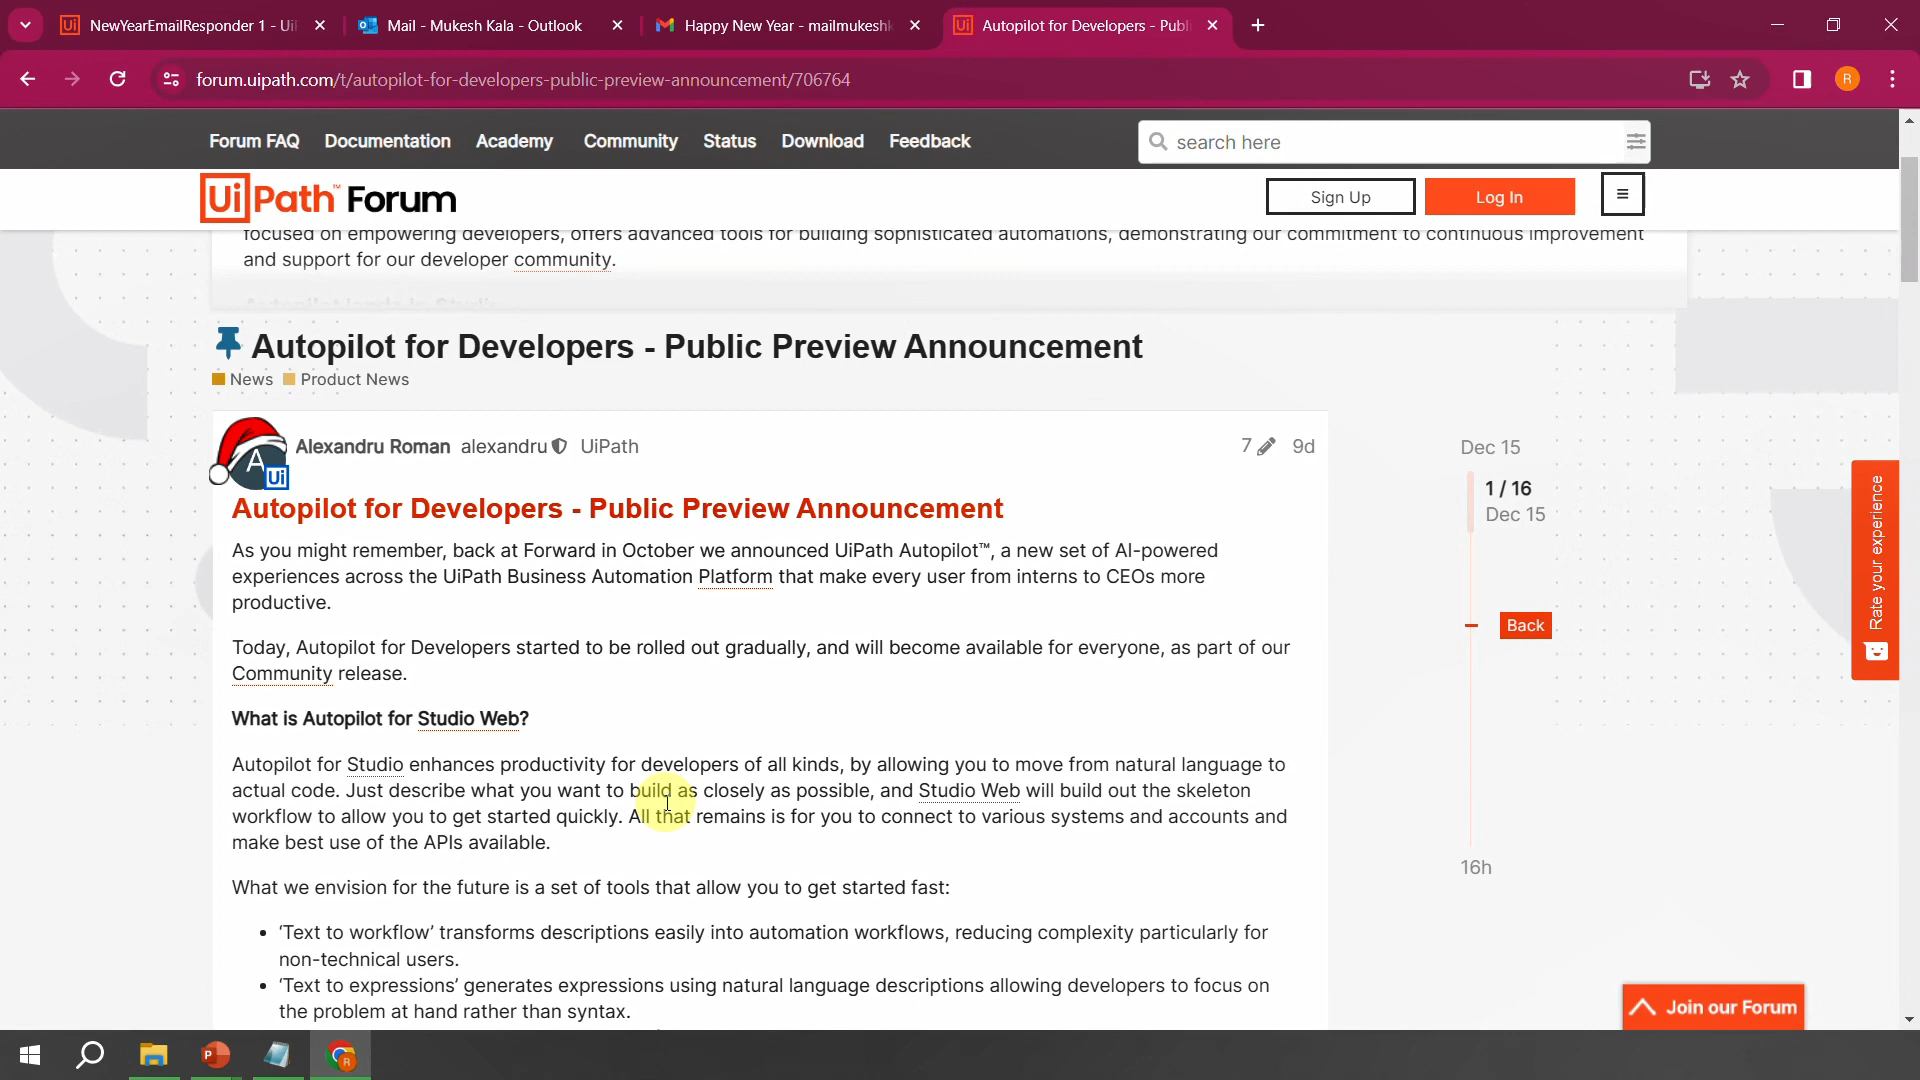 NewYearEmailResponder 1 - Ui
Mail - Mukesh Kala - Outlook
Happy New Year - mailmukeshk
Autopilot for Developers - Publ
forum.uipath.com/t/autopilot-for-developers-public-preview-announcement/706764
R
Forum FAQ Documentation Academy Community Status Download Feedback
search here
UiPath™ Forum
Sign Up
Log In
focused on empowering developers, offers advanced tools for building sophisticated automations, demonstrating our commitment to continuous improvement
and support for our developer community.
Autopilot for Developers - Public Preview Announcement
News Product News
A
Ui
Alexandru Roman alexandru UiPath
7 9d
Autopilot for Developers - Public Preview Announcement
As you might remember, back at Forward in October we announced UiPath Autopilot™, a new set of AI-powered
experiences across the UiPath Business Automation Platform that make every user from interns to CEOs more
productive.
Today, Autopilot for Developers started to be rolled out gradually, and will become available for everyone, as part of our
Community release.
What is Autopilot for Studio Web?
Autopilot for Studio enhances productivity for developers of all kinds, by allowing you to move from natural language to
actual code. Just describe what you want to build as closely as possible, and Studio Web will build out the skeleton
workflow to allow you to get started quickly. All that remains is for you to connect to various systems and accounts and
make best use of the APIs available.
What we envision for the future is a set of tools that allow you to get started fast:
• ‘Text to workflow’ transforms descriptions easily into automation workflows, reducing complexity particularly for
non-technical users.
• ‘Text to expressions’ generates expressions using natural language descriptions allowing developers to focus on
the problem at hand rather than syntax.
Dec 15
1 / 16
Dec 15
Back
16h
Rate your experience
Join our Forum